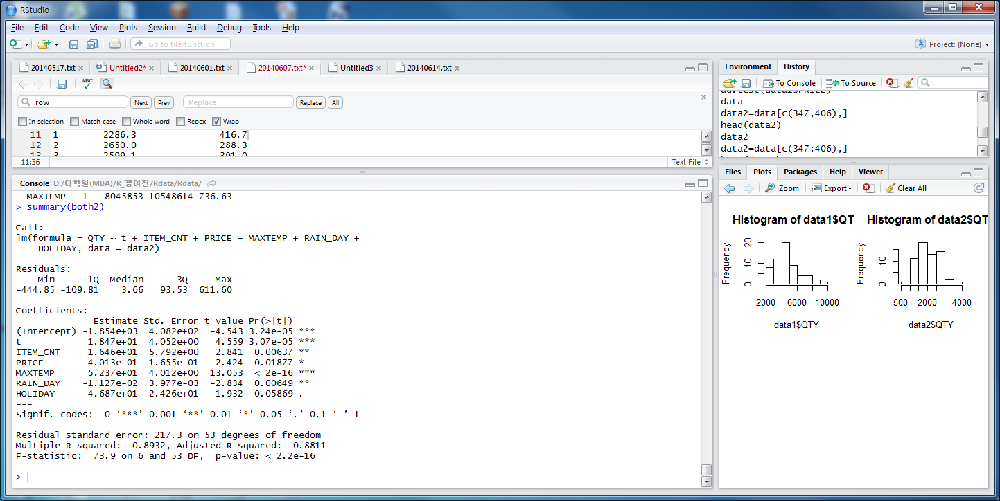 RStudio
File Edit Code View Plots Session Build Debug Tools Help
Go to file/function
Project: (None)
20140517.txt
Untitled2*
20140601.txt
20140607.txt*
Untitled3
20140614.txt
ABC
row
Next
Prev
Replace
Replace
All
In selection
Match case
Whole word
Regex
Wrap
11 1 2286.3 416.7
12 2 2650.0 288.3
13 3 2599.1 391.0
11:36
Text File
Console D:/대학원(MBA)/R_정여진/Rdata/Rdata/
- MAXTEMP 1 8045853 10548614 736.63
> summary(both2)
Call:
lm(formula = QTY ~ t + ITEM_CNT + PRICE + MAXTEMP + RAIN_DAY +
HOLIDAY, data = data2)
Residuals:
Min 1Q Median 3Q Max
-444.85 -109.81 3.66 93.53 611.60
Coefficients:
Estimate Std. Error t value Pr(>|t|)
(Intercept) -1.854e+03 4.082e+02 -4.543 3.24e-05 ***
t 1.847e+01 4.052e+00 4.559 3.07e-05 ***
ITEM_CNT 1.646e+01 5.792e+00 2.841 0.00637 **
PRICE 4.013e-01 1.655e-01 2.424 0.01877 *
MAXTEMP 5.237e+01 4.012e+00 13.053 < 2e-16 ***
RAIN_DAY -1.127e-02 3.977e-03 -2.834 0.00649 **
HOLIDAY 4.687e+01 2.426e+01 1.932 0.05869 .
---
Signif. codes: 0 ‘***’ 0.001 ‘**’ 0.01 ‘*’ 0.05 ‘.’ 0.1 ‘ ’ 1
Residual standard error: 217.3 on 53 degrees of freedom
Multiple R-squared: 0.8932, Adjusted R-squared: 0.8811
F-statistic: 73.9 on 6 and 53 DF, p-value: < 2.2e-16
>
Environment History
To Console
To Source
ad.test(data1$PRICE)
data
data2=data[c(347,406),]
head(data2)
data2
data2=data[c(347:406),]
Files Plots Packages Help Viewer
Zoom
Export
Clear All
Histogram of data1$QT
Frequency
0 10 20
2000 6000 10000
data1$QTY
Histogram of data2$QT
Frequency
0 10
500 2000 4000
data2$QTY